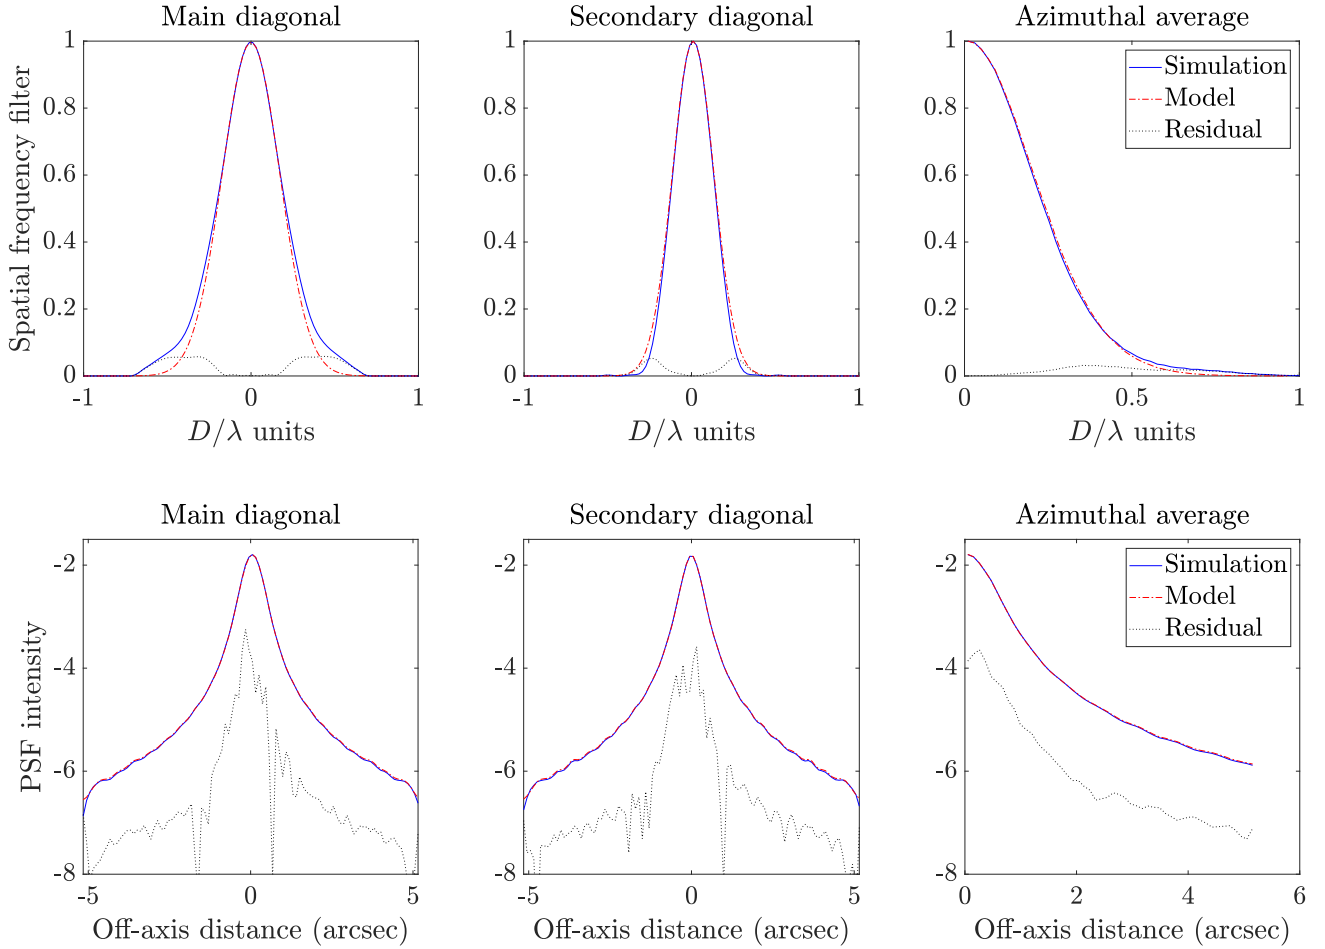 Main diagonal
Secondary diagonal
Azimuthal average
Spatial frequency filter
1
0.8
0.6
0.4
0.2
0
-1
0
1
D/λ units
1
0.8
0.6
0.4
0.2
0
-1
0
1
D/λ units
1
0.8
0.6
0.4
0.2
0
0
0.5
1
D/λ units
Simulation
Model
Residual
Main diagonal
Secondary diagonal
Azimuthal average
PSF intensity
-2
-4
-6
-8
-5
0
5
Off-axis distance (arcsec)
-2
-4
-6
-8
-5
0
5
Off-axis distance (arcsec)
-2
-4
-6
-8
0
2
4
6
Off-axis distance (arcsec)
Simulation
Model
Residual